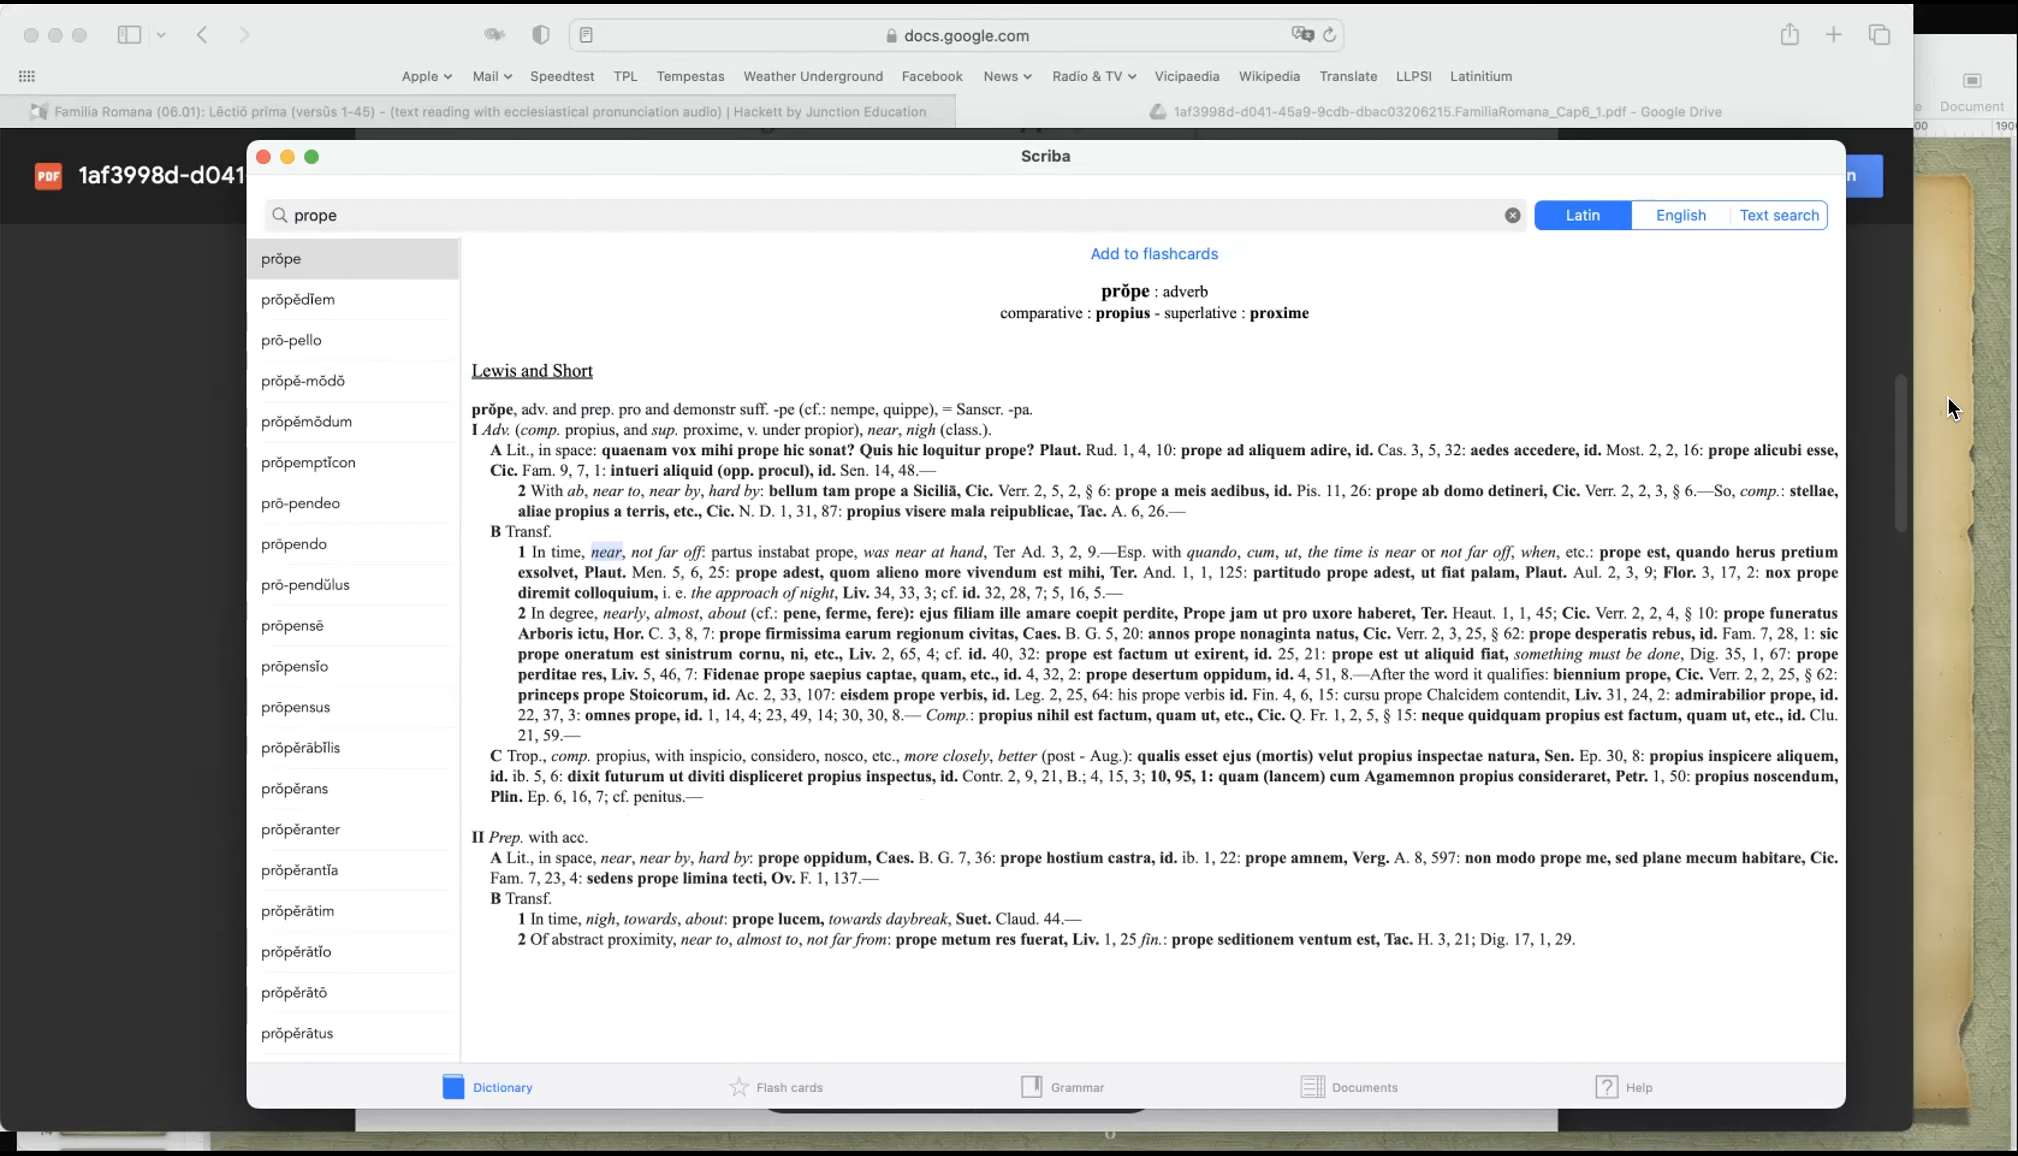 docs.google.com
Apple Mail Speedtest TPL Tempestas Weather Underground Facebook News Radio & TV Vicipaedia Wikipedia Translate LLPSI Latinitium
Document
Familia Romana (06.01): Lēctiō prīma (versūs 1-45) - (text reading with ecclesiastical pronunciation audio) | Hackett by Junction Education
1af3998d-d041-45a9-9cdb-dbac03206215.FamiliaRomana_Cap6_1.pdf - Google Drive
PDF 1af3998d-d041-
Scriba
prope
Latin English Text search
prŏpe
prŏpĕdĭem
prō-pello
prŏpĕ-mŏdŏ
prŏpĕmŏdum
prŏpemptĭcon
prō-pendeo
prōpendo
prō-pendŭlus
prōpensē
prōpensĭo
prōpensus
prŏpĕrābĭlis
prŏpĕrans
prŏpĕranter
prŏpĕrantĭa
prŏpĕrātim
prŏpĕrātĭo
prŏpĕrātō
prŏpĕrātus
Add to flashcards
prŏpe : adverb
comparative : propius - superlative : proxime
Lewis and Short
prŏpe, adv. and prep. pro and demonstr suff. -pe (cf.: nempe, quippe), = Sanscr. -pa.
I Adv. (comp. propius, and sup. proxime, v. under propior), near, nigh (class.).
A Lit., in space: quaenam vox mihi prope hic sonat? Quis hic loquitur prope? Plaut. Rud. 1, 4, 10: prope ad aliquem adire, id. Cas. 3, 5, 32: aedes accedere, id. Most. 2, 2, 16: prope alicubi esse,
Cic. Fam. 9, 7, 1: intueri aliquid (opp. procul), id. Sen. 14, 48.—
2 With ab, near to, near by, hard by: bellum tam prope a Siciliā, Cic. Verr. 2, 5, 2, § 6: prope a meis aedibus, id. Pis. 11, 26: prope ab domo detineri, Cic. Verr. 2, 2, 3, § 6.—So, comp.: stellae,
aliae propius a terris, etc., Cic. N. D. 1, 31, 87: propius visere mala reipublicae, Tac. A. 6, 26.—
B Transf.
1 In time, near, not far off: partus instabat prope, was near at hand, Ter Ad. 3, 2, 9.—Esp. with quando, cum, ut, the time is near or not far off, when, etc.: prope est, quando herus pretium
exsolvet, Plaut. Men. 5, 6, 25: prope adest, quom alieno more vivendum est mihi, Ter. And. 1, 1, 125: partitudo prope adest, ut fiat palam, Plaut. Aul. 2, 3, 9; Flor. 3, 17, 2: nox prope
diremit colloquium, i. e. the approach of night, Liv. 34, 33, 3; cf. id. 32, 28, 7; 5, 16, 5.—
2 In degree, nearly, almost, about (cf.: pene, ferme, fere): ejus filiam ille amare coepit perdite, Prope jam ut pro uxore haberet, Ter. Heaut. 1, 1, 45; Cic. Verr. 2, 2, 4, § 10: prope funeratus
Arboris ictu, Hor. C. 3, 8, 7: prope firmissima earum regionum civitas, Caes. B. G. 5, 20: annos prope nonaginta natus, Cic. Verr. 2, 3, 25, § 62: prope desperatis rebus, id. Fam. 7, 28, 1: sic
prope oneratum est sinistrum cornu, ni, etc., Liv. 2, 65, 4; cf. id. 40, 32: prope est factum ut exirent, id. 25, 21: prope est ut aliquid fiat, something must be done, Dig. 35, 1, 67: prope
perditae res, Liv. 5, 46, 7: Fidenae prope saepius captae, quam, etc., id. 4, 32, 2: prope desertum oppidum, id. 4, 51, 8.—After the word it qualifies: biennium prope, Cic. Verr. 2, 2, 25, § 62:
princeps prope Stoicorum, id. Ac. 2, 33, 107: eisdem prope verbis, id. Leg. 2, 25, 64: his prope verbis id. Fin. 4, 6, 15: cursu prope Chalcidem contendit, Liv. 31, 24, 2: admirabilior prope, id.
22, 37, 3: omnes prope, id. 1, 14, 4; 23, 49, 14; 30, 30, 8.— Comp.: propius nihil est factum, quam ut, etc., Cic. Q. Fr. 1, 2, 5, § 15: neque quidquam propius est factum, quam ut, etc., id. Clu.
21, 59.—
C Trop., comp. propius, with inspicio, considero, nosco, etc., more closely, better (post - Aug.): qualis esset ejus (mortis) velut propius inspectae natura, Sen. Ep. 30, 8: propius inspicere aliquem,
id. ib. 5, 6: dixit futurum ut diviti displiceret propius inspectus, id. Contr. 2, 9, 21, B.; 4, 15, 3; 10, 95, 1: quam (lancem) cum Agamemnon propius consideraret, Petr. 1, 50: propius noscendum,
Plin. Ep. 6, 16, 7; cf. penitus.—
II Prep. with acc.
A Lit., in space, near, near by, hard by: prope oppidum, Caes. B. G. 7, 36: prope hostium castra, id. ib. 1, 22: prope amnem, Verg. A. 8, 597: non modo prope me, sed plane mecum habitare, Cic.
Fam. 7, 23, 4: sedens prope limina tecti, Ov. F. 1, 137.—
B Transf.
1 In time, nigh, towards, about: prope lucem, towards daybreak, Suet. Claud. 44.—
2 Of abstract proximity, near to, almost to, not far from: prope metum res fuerat, Liv. 1, 25 fin.: prope seditionem ventum est, Tac. H. 3, 21; Dig. 17, 1, 29.
Dictionary Flash cards Grammar Documents Help